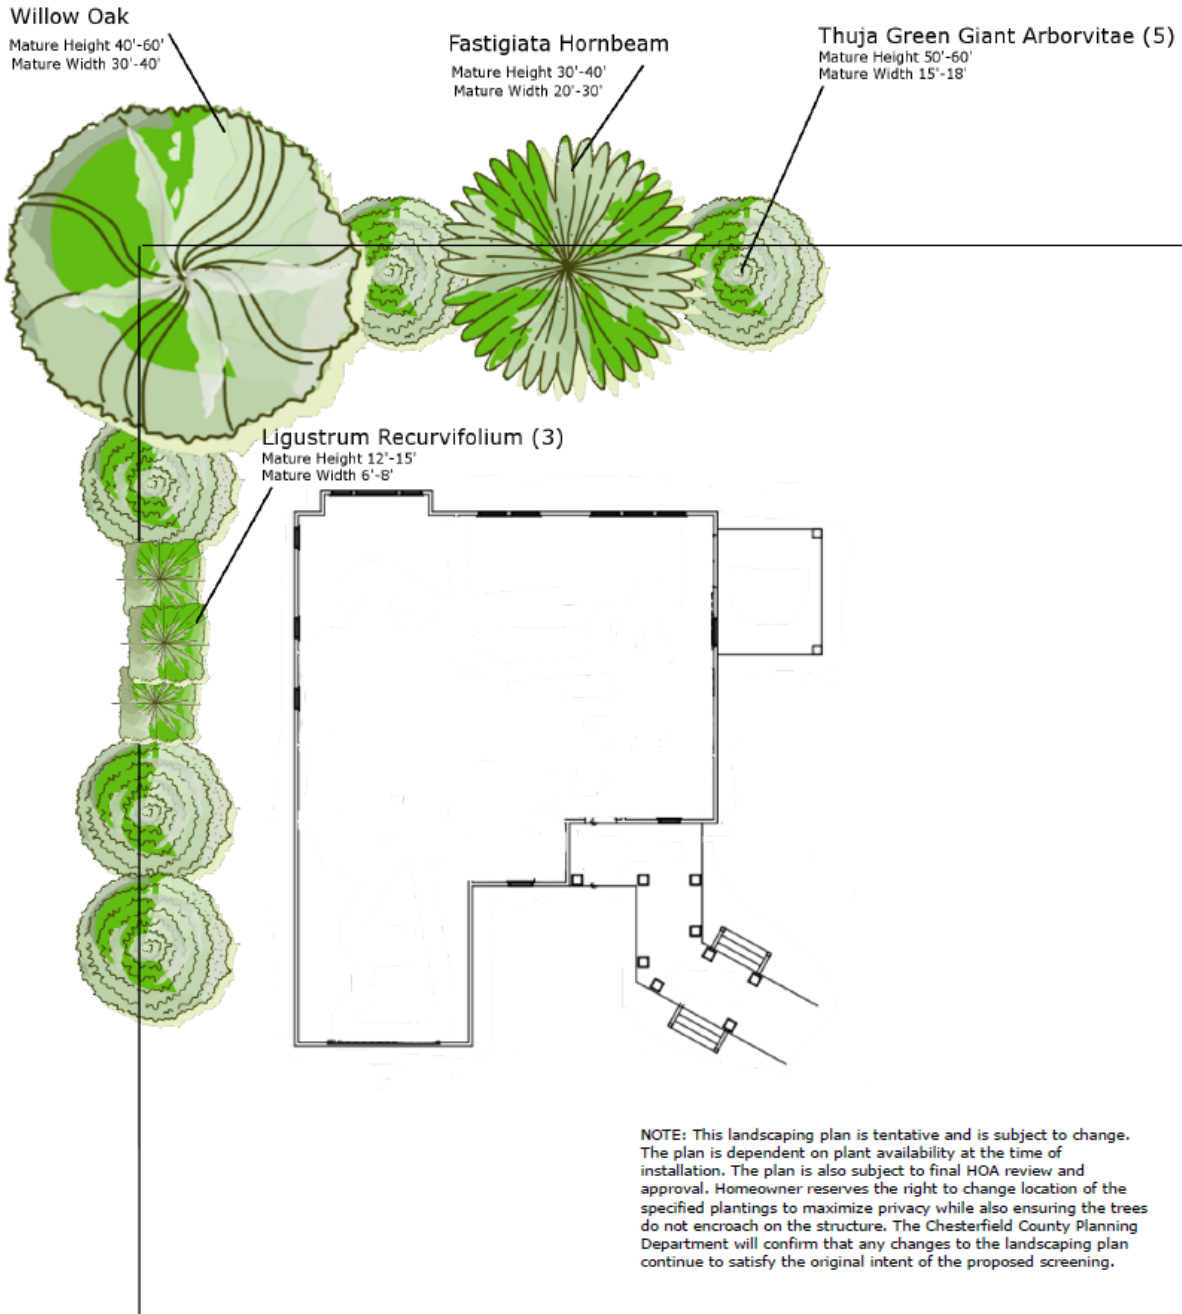 Willow Oak
Mature Height 40'-60'
Mature Width 30'-40'
Fastigiata Hornbeam
Mature Height 30'-40'
Mature Width 20'-30'
Thuja Green Giant Arborvitae (5)
Mature Height 50'-60'
Mature Width 15'-18'
Ligustrum Recurvifolium (3)
Mature Height 12'-15'
Mature Width 6'-8'
NOTE: This landscaping plan is tentative and is subject to change.
The plan is dependent on plant availability at the time of
installation. The plan is also subject to final HOA review and
approval. Homeowner reserves the right to change location of the
specified plantings to maximize privacy while also ensuring the trees
do not encroach on the structure. The Chesterfield County Planning
Department will confirm that any changes to the landscaping plan
continue to satisfy the original intent of the proposed screening.